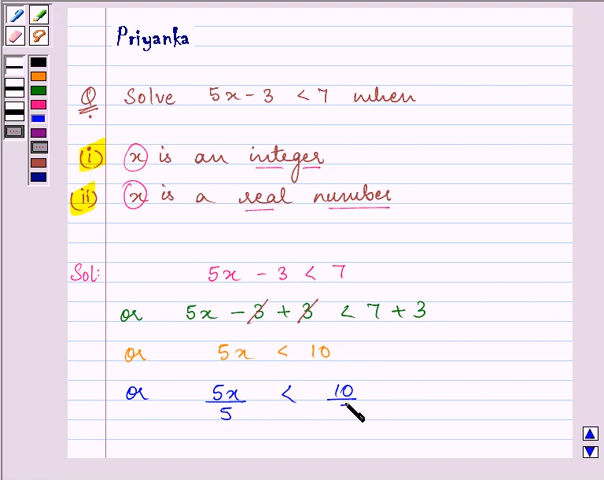 Priyanka
Q Solve 5x - 3 < 7 when
(i) x is an integer
(ii) x is a real number
Sol: 5x - 3 < 7
or 5x - 3 + 3 < 7 + 3
or 5x < 10
or 5x/5 < 10/